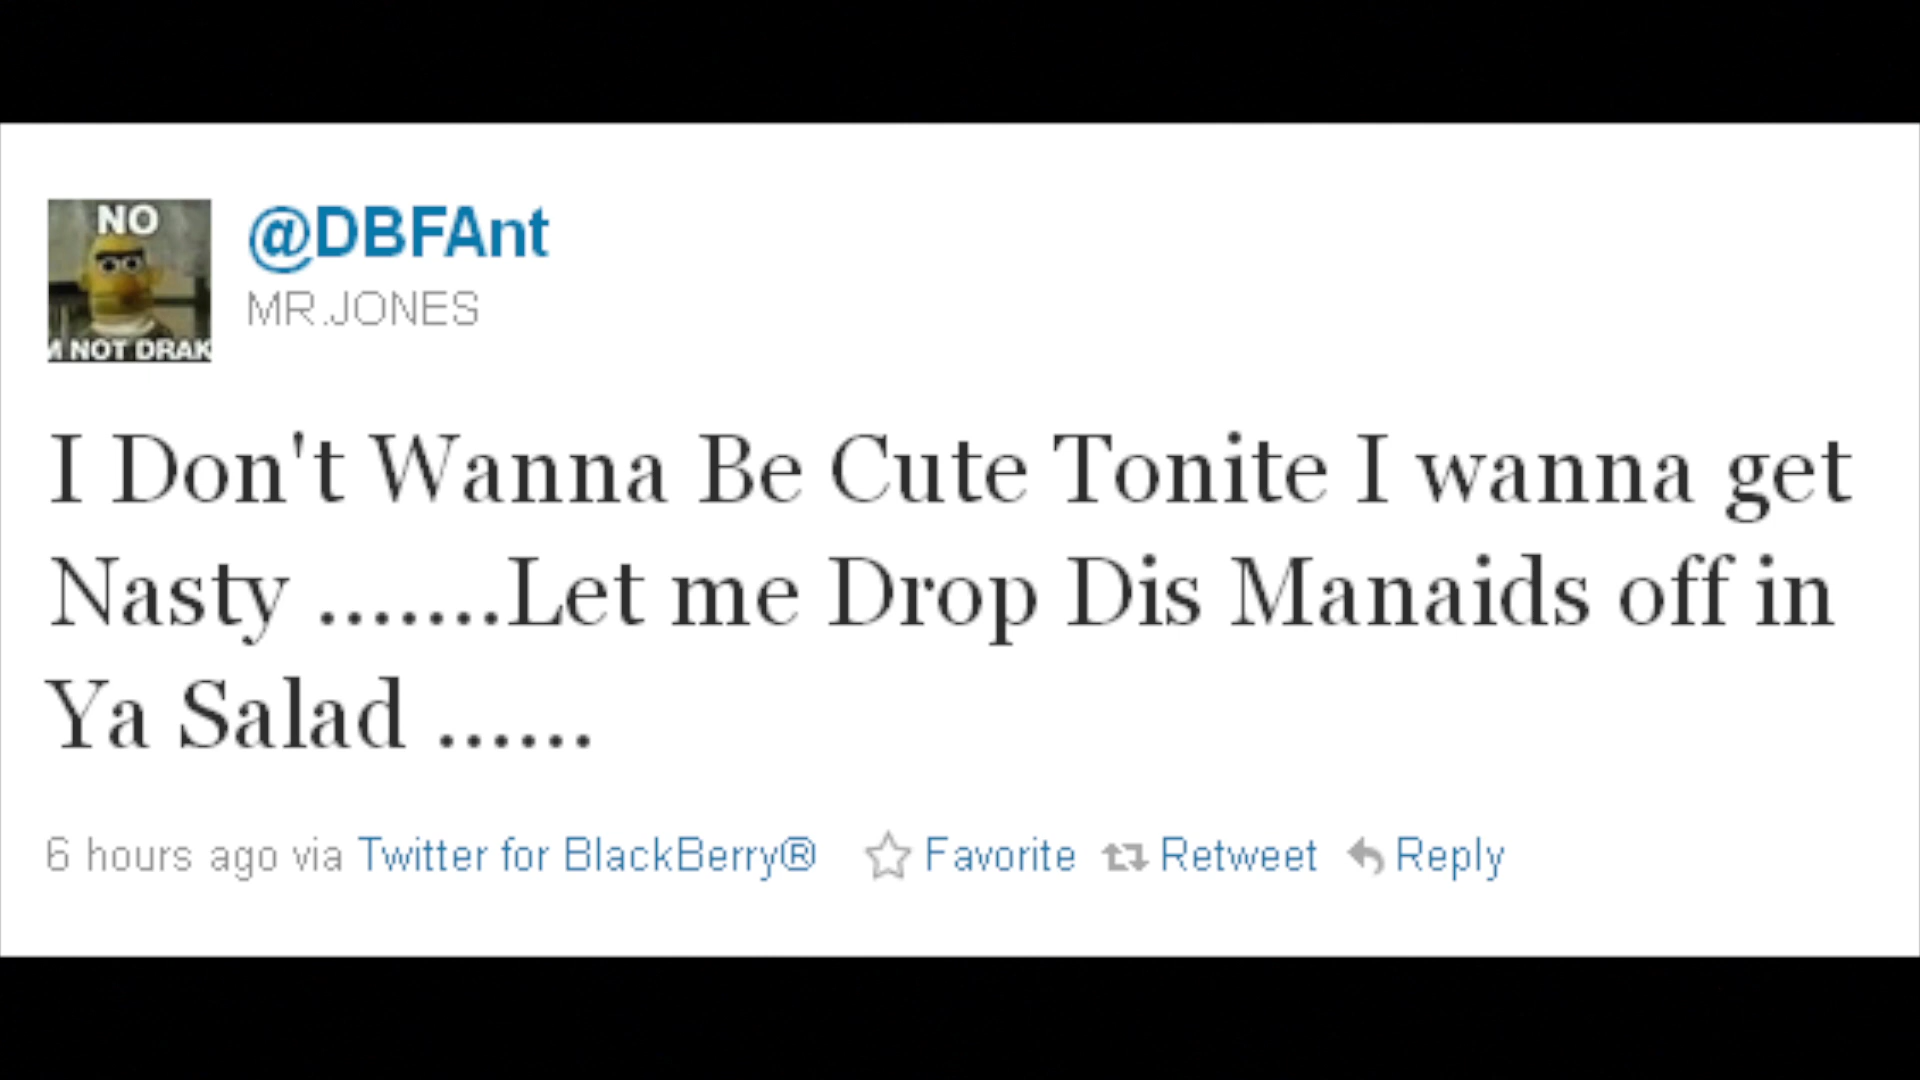 NO
NOT DRAK
@DBFAnt
MR.JONES
I Don't Wanna Be Cute Tonite I wanna get
Nasty .......Let me Drop Dis Manaids off in
Ya Salad ......
6 hours ago via Twitter for BlackBerry® Favorite Retweet Reply